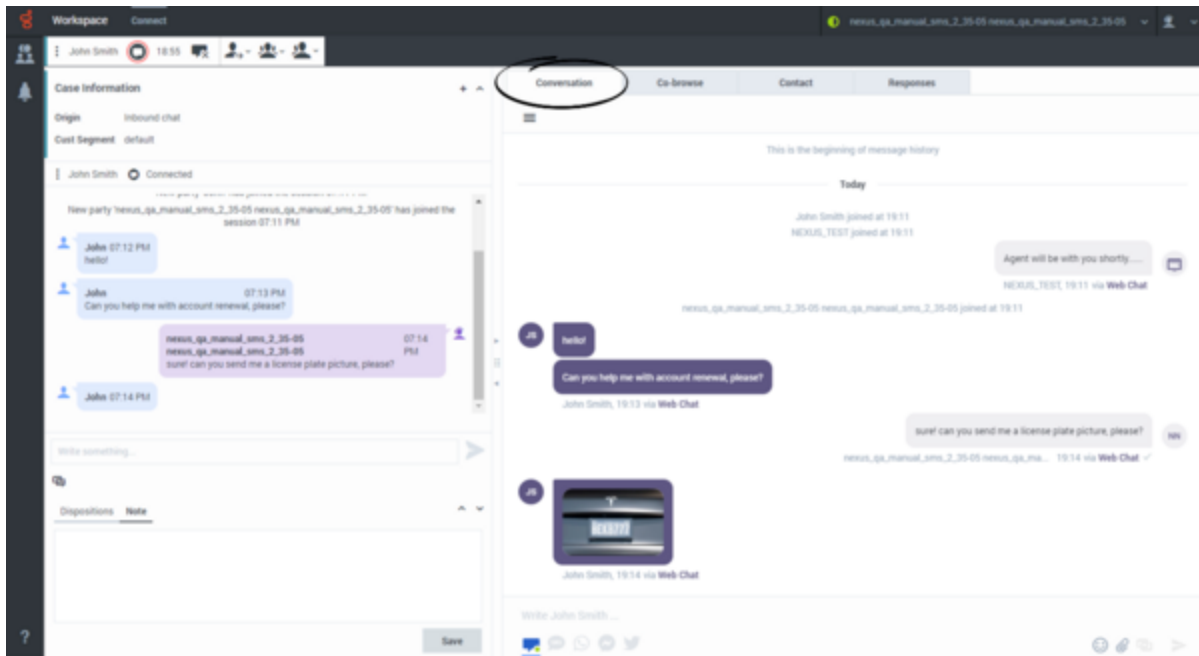 Workspace
Connect
nexus_qa_manual_sms_2_35-05 nexus_qa_manual_sms_2_35-05
John Smith
18:55
Case Information
Origin Inbound chat
Cust Segment default
John Smith Connected
New party 'nexus_qa_manual_sms_2_35-05 nexus_qa_manual_sms_2_35-05' has joined the
session 07:11 PM
John 07:12 PM
hello!
John 07:13 PM
Can you help me with account renewal, please?
nexus_qa_manual_sms_2_35-05 07:14
nexus_qa_manual_sms_2_35-05 PM
sure! can you send me a license plate picture, please?
John 07:14 PM
Write something...
Dispositions Note
Save
?
Conversation
Co-browse
Contact
Responses
This is the beginning of message history
Today
John Smith joined at 19:11
NEXUS_TEST joined at 19:11
Agent will be with you shortly.....
NEXUS_TEST, 19:11 via Web Chat
nexus_qa_manual_sms_2_35-05 nexus_qa_manual_sms_2_35-05 joined at 19:11
JS
hello!
Can you help me with account renewal, please?
John Smith, 19:13 via Web Chat
sure! can you send me a license plate picture, please?
NN
nexus_qa_manual_sms_2_35-05 nexus_qa_ma... 19:14 via Web Chat
JS
John Smith, 19:14 via Web Chat
Write John Smith ...